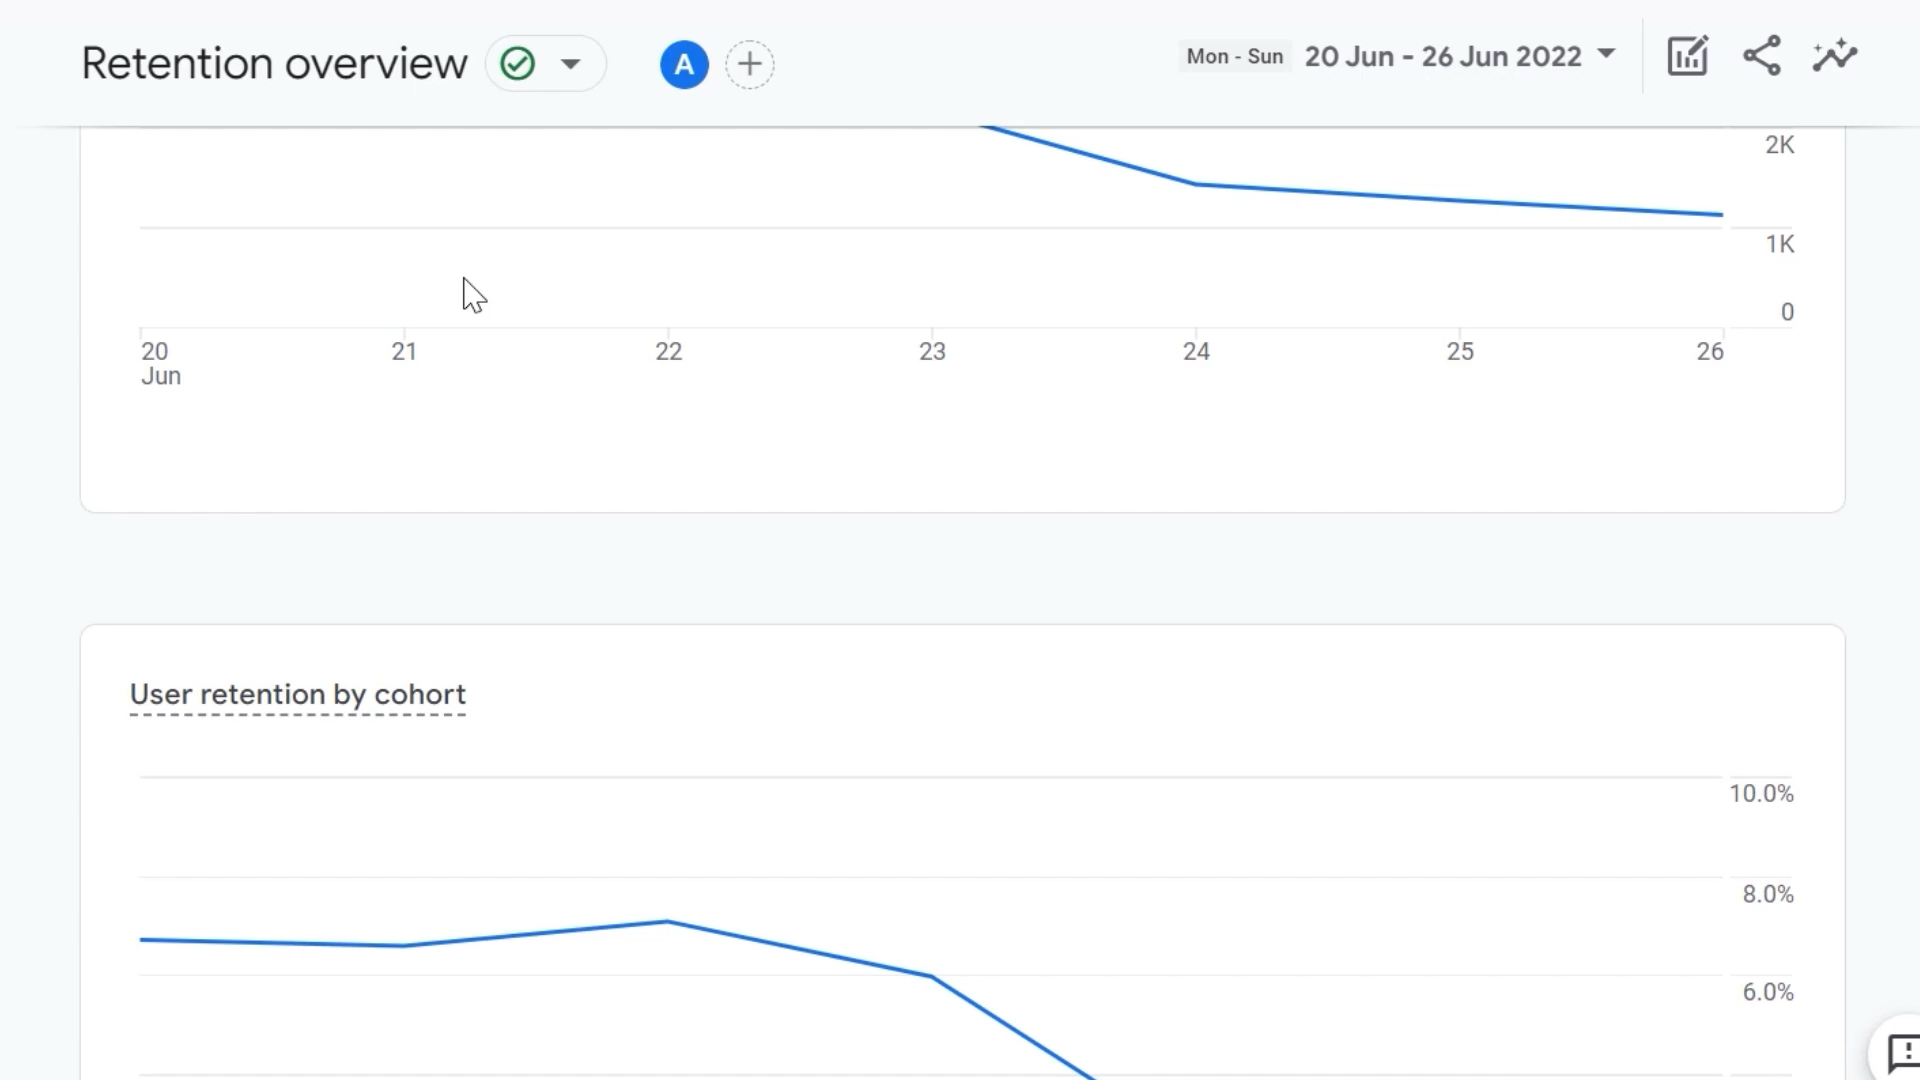 Retention overview
A
Mon - Sun 20 Jun - 26 Jun 2022
2K
1K
0
20 21 22 23 24 25 26
Jun
User retention by cohort
10.0%
8.0%
6.0%